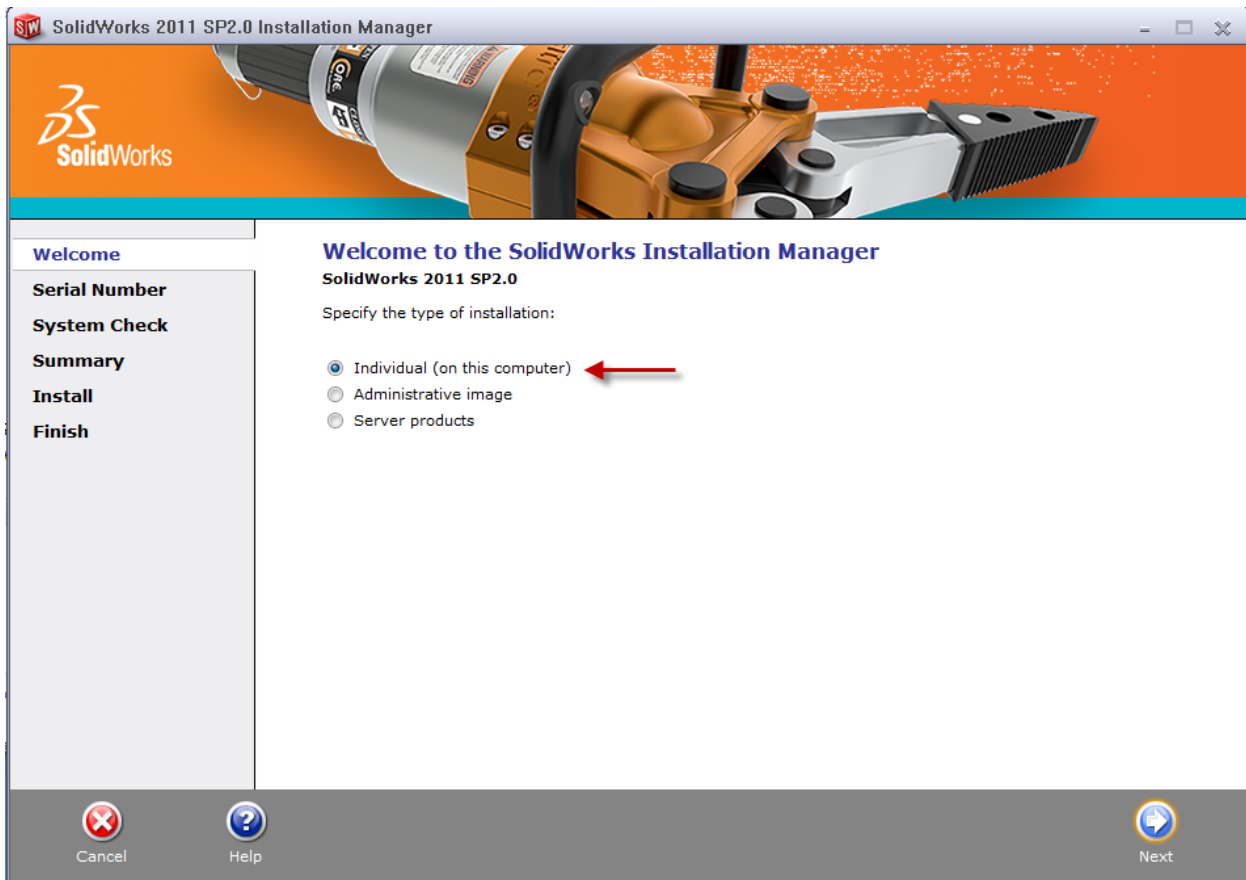 SolidWorks 2011 SP2.0 Installation Manager
SolidWorks
Welcome
Serial Number
System Check
Summary
Install
Finish
Welcome to the SolidWorks Installation Manager
SolidWorks 2011 SP2.0
Specify the type of installation:
Individual (on this computer)
Administrative image
Server products
Cancel
Help
Next